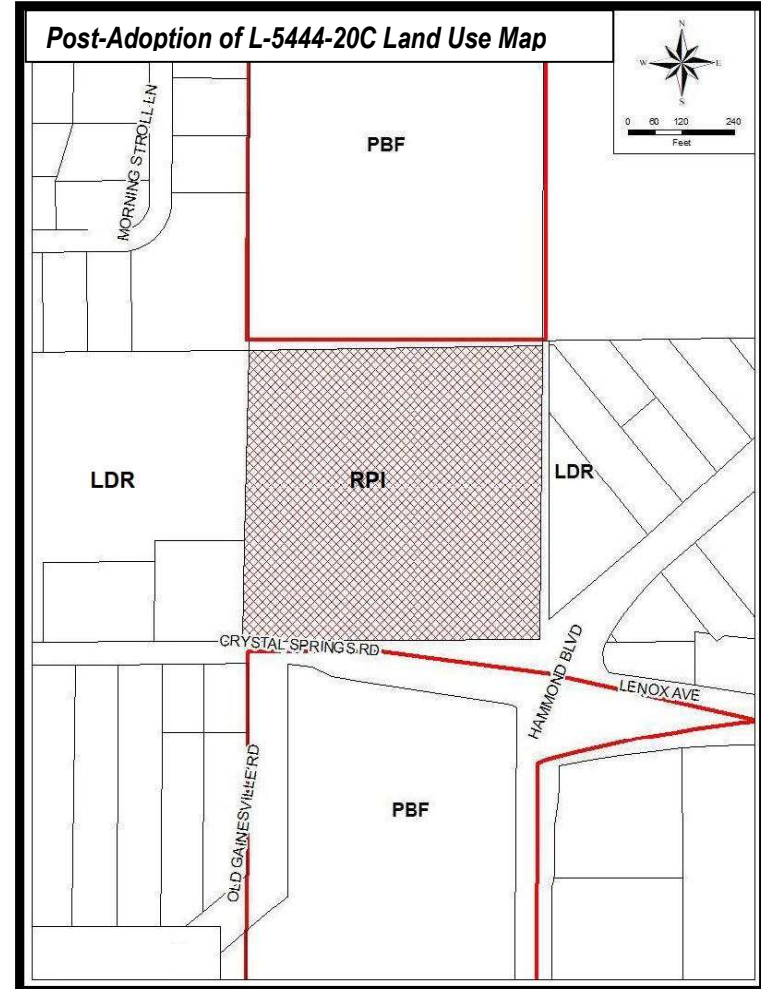 Post-Adoption of L-5444-20C Land Use Map
N
W E
S
0 60 120 240
Feet
MORNING STROLL LN
PBF
LDR
RPI
LDR
CRYSTAL SPRINGS RD
HAMMOND BLVD
LENOX AVE
OLD GAINESVILLE RD
PBF